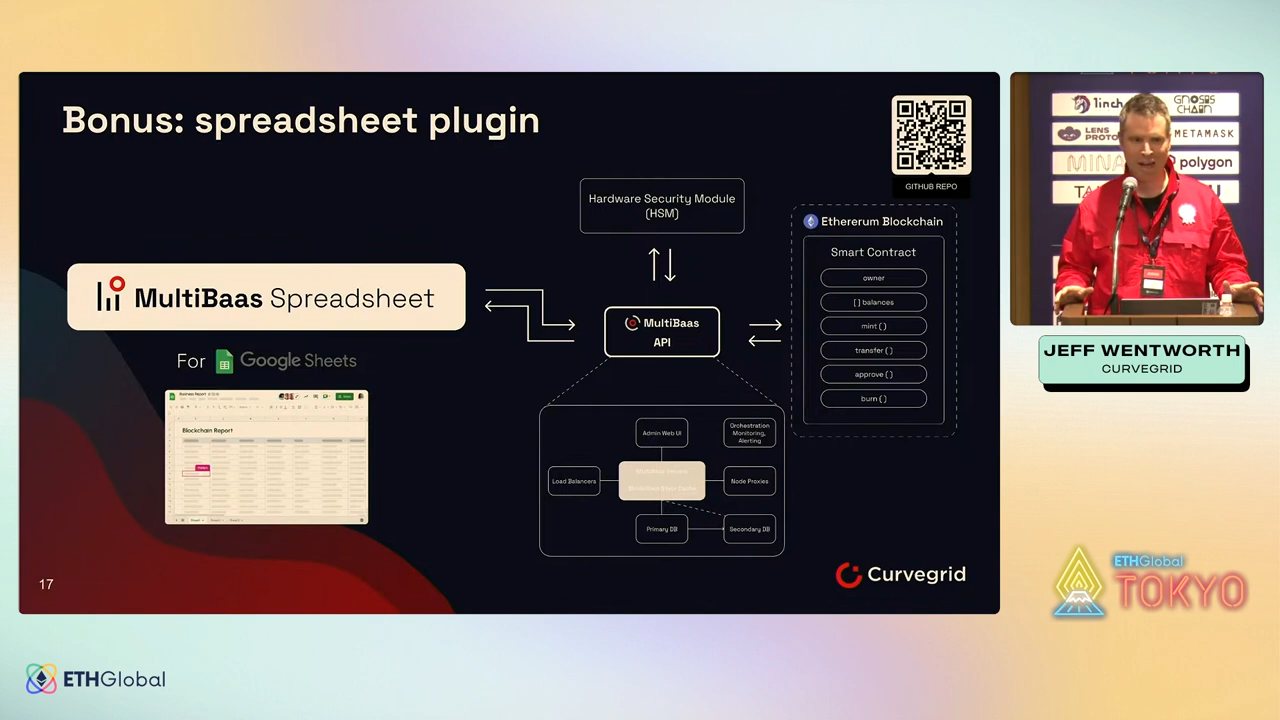 Bonus: spreadsheet plugin
GITHUB REPO
Hardware Security Module
(HSM)
Ethererum Blockchain
Smart Contract
owner
[ ] balances
mint ( )
transfer ( )
approve ( )
burn ( )
MultiBaas Spreadsheet
For Google Sheets
Blockchain Report
MultiBaas
API
Admin Web UI
Orchestration
Monitoring,
Alerting
Load Balancers
Node Proxies
Primary DB
Secondary DB
17
Curvegrid
1inch
GNOSIS
CHAIN
LENS
PROTO
METAMASK
MINA
polygon
JEFF WENTWORTH
CURVEGRID
ETHGlobal
TOKYO
ETHGlobal